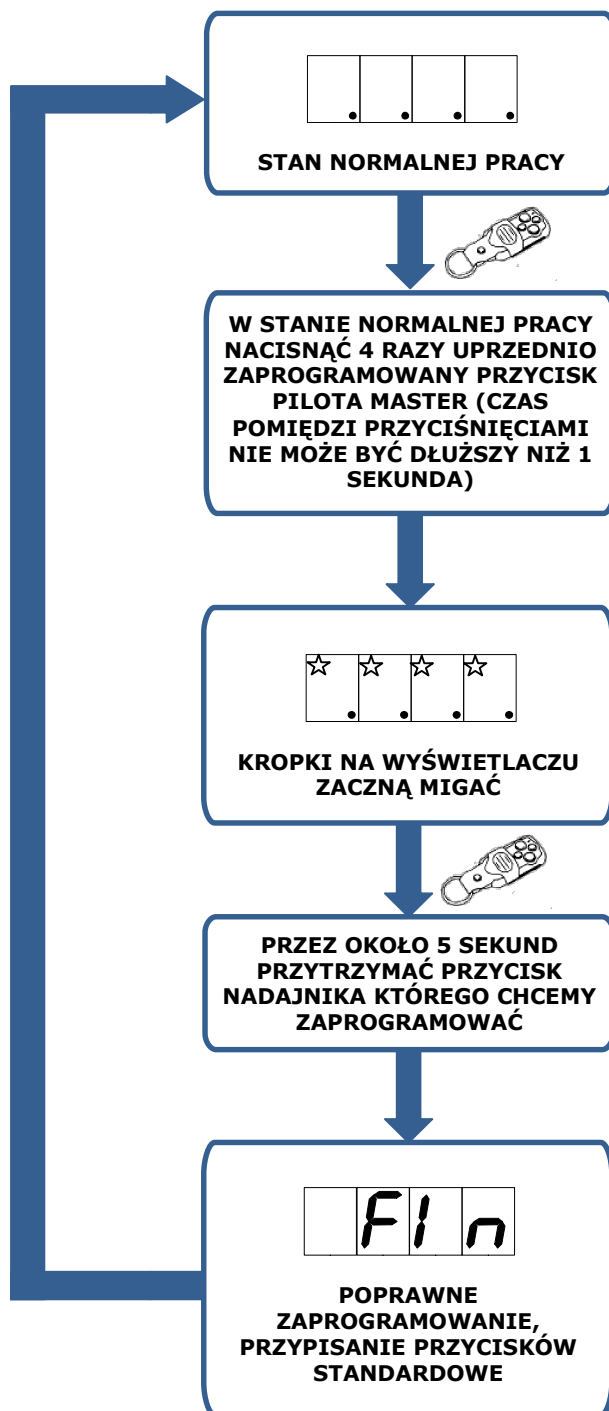 STAN NORMALNEJ PRACY
W STANIE NORMALNEJ PRACY
NACISNĄĆ 4 RAZY UPRZEDNIO
ZAPROGRAMOWANY PRZYCISK
PILOTA MASTER (CZAS
POMIĘDZI PRZYCIŚNIĘCIAMI
NIE MOŻE BYĆ DŁUŻSZY NIŻ 1
SEKUNDA)
KROPKI NA WYŚWIETLACZU
ZACZNĄ MIGAĆ
PRZEZ OKOŁO 5 SEKUND
PRZYTRZYMAĆ PRZYCISK
NADAJNIKA KTÓREGO CHCEMY
ZAPROGRAMOWAĆ
FIn
POPRAWNE
ZAPROGRAMOWANIE,
PRZYPISANIE PRZYCISKÓW
STANDARDOWE